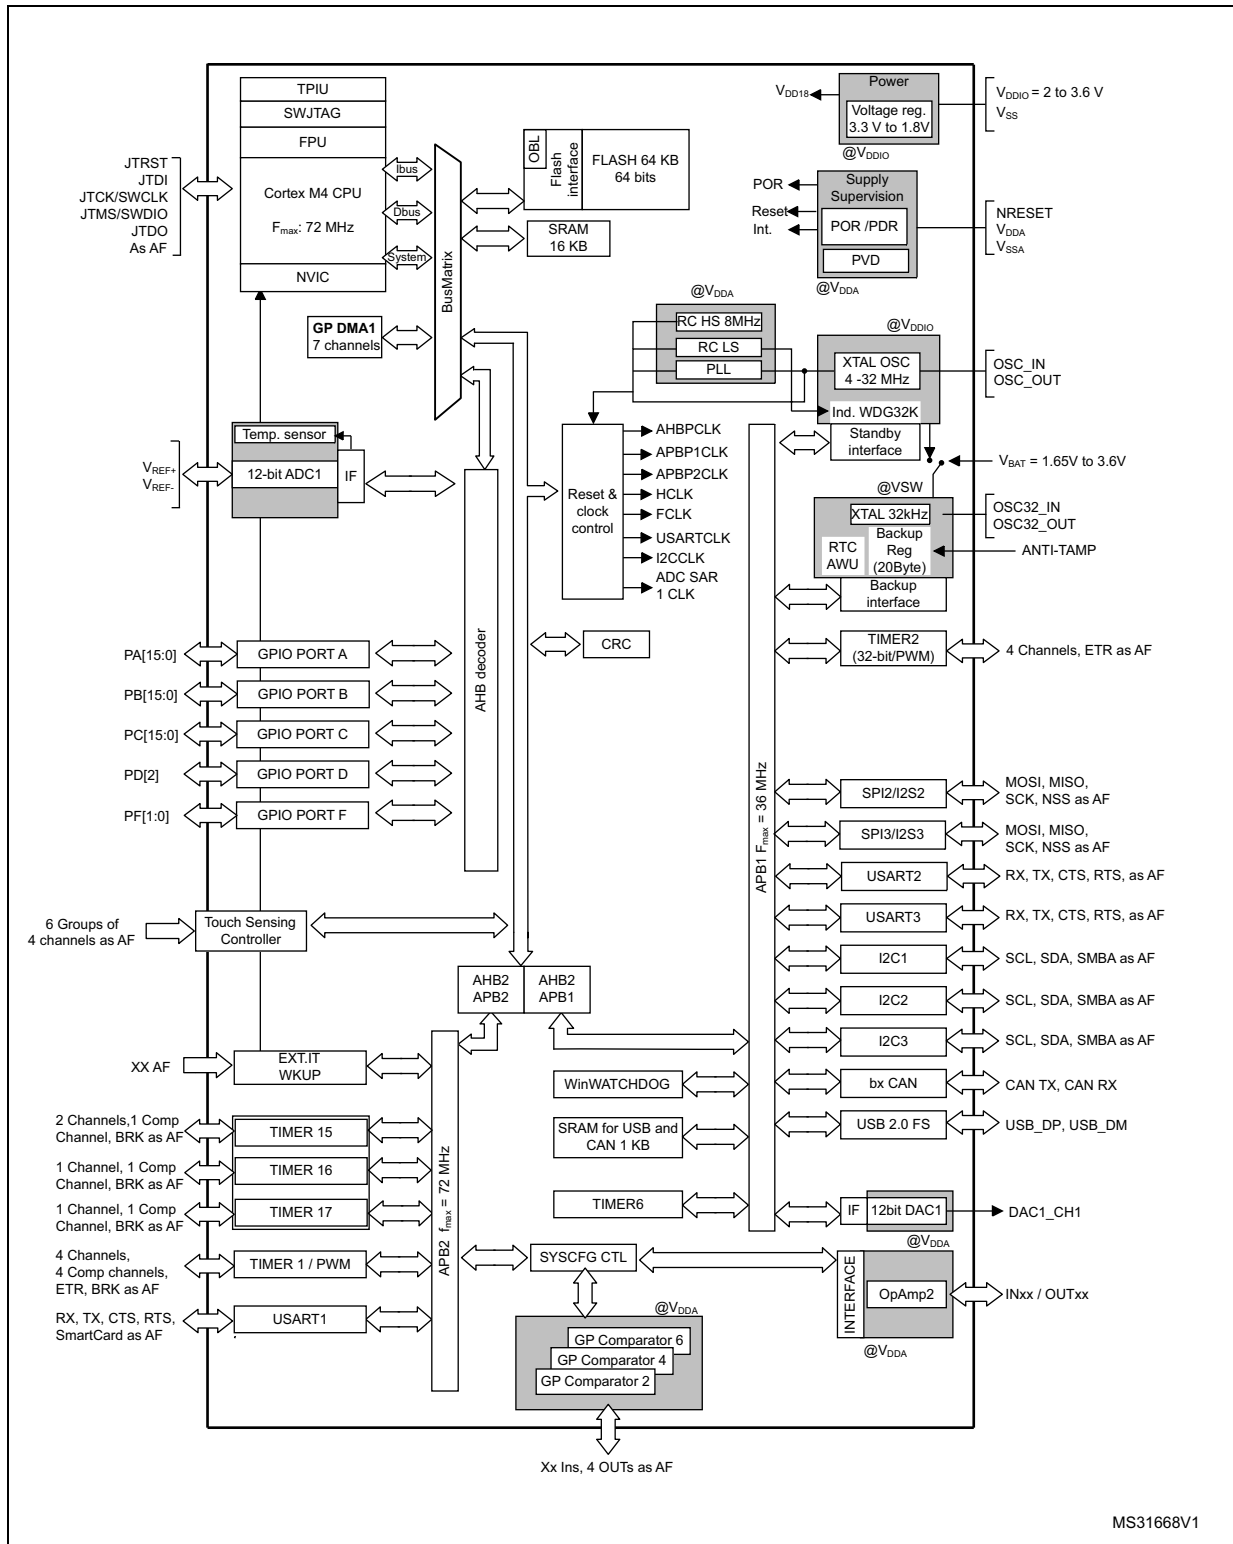 TPIU
SWJTAG
FPU
Cortex M4 CPU
Fmax: 72 MHz
NVIC
JTRST
JTDI
JTCK/SWCLK
JTMS/SWDIO
JTDO
As AF
Ibus
Dbus
System
BusMatrix
OBL
Flash
interface
FLASH 64 KB
64 bits
SRAM
16 KB
GP DMA1
7 channels
VDD18
Power
Voltage reg.
3.3 V to 1.8V
@VDDIO
VDDIO = 2 to 3.6 V
VSS
POR
Reset
Int.
Supply
Supervision
POR /PDR
PVD
@VDDA
NRESET
VDDA
VSSA
@VDDA
RC HS 8MHz
RC LS
PLL
@VDDIO
XTAL OSC
4 -32 MHz
Ind. WDG32K
Standby
interface
OSC_IN
OSC_OUT
VBAT = 1.65V to 3.6V
@VSW
XTAL 32kHz
RTC
AWU
Backup
Reg
(20Byte)
Backup
interface
OSC32_IN
OSC32_OUT
ANTI-TAMP
Reset &
clock
control
AHBPCLK
APBP1CLK
APBP2CLK
HCLK
FCLK
USARTCLK
I2CCLK
ADC SAR
1 CLK
VREF+
VREF-
Temp. sensor
12-bit ADC1
IF
AHB decoder
CRC
PA[15:0]
GPIO PORT A
PB[15:0]
GPIO PORT B
PC[15:0]
GPIO PORT C
PD[2]
GPIO PORT D
PF[1:0]
GPIO PORT F
6 Groups of
4 channels as AF
Touch Sensing
Controller
AHB2
APB2
AHB2
APB1
APB1 Fmax = 36 MHz
TIMER2
(32-bit/PWM)
4 Channels, ETR as AF
SPI2/I2S2
MOSI, MISO,
SCK, NSS as AF
SPI3/I2S3
MOSI, MISO,
SCK, NSS as AF
USART2
RX, TX, CTS, RTS, as AF
USART3
RX, TX, CTS, RTS, as AF
I2C1
SCL, SDA, SMBA as AF
I2C2
SCL, SDA, SMBA as AF
I2C3
SCL, SDA, SMBA as AF
bx CAN
CAN TX, CAN RX
USB 2.0 FS
USB_DP, USB_DM
IF
12bit DAC1
@VDDA
DAC1_CH1
XX AF
EXT.IT
WKUP
WinWATCHDOG
SRAM for USB and
CAN 1 KB
TIMER6
2 Channels,1 Comp
Channel, BRK as AF
TIMER 15
1 Channel, 1 Comp
Channel, BRK as AF
TIMER 16
1 Channel, 1 Comp
Channel, BRK as AF
TIMER 17
4 Channels,
4 Comp channels,
ETR, BRK as AF
TIMER 1 / PWM
RX, TX, CTS, RTS,
SmartCard as AF
USART1
APB2 fmax = 72 MHz
SYSCFG CTL
INTERFACE
OpAmp2
@VDDA
INxx / OUTxx
@VDDA
GP Comparator 6
GP Comparator 4
GP Comparator 2
Xx Ins, 4 OUTs as AF
MS31668V1